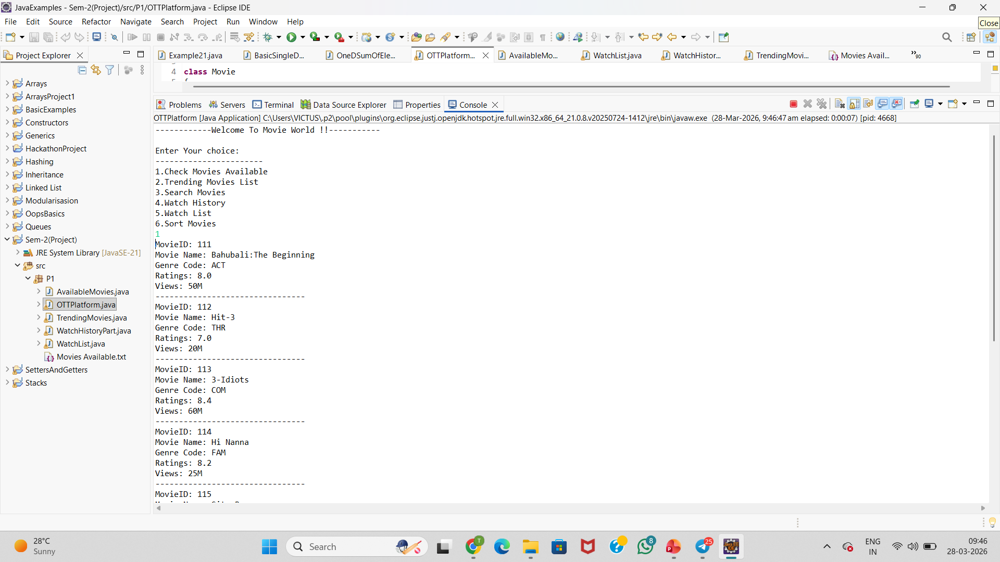 JavaExamples - Sem-2(Project)/src/P1/OTTPlatform.java - Eclipse IDE
File Edit Source Refactor Navigate Search Project Run Window Help
Close
Project Explorer
Example21.java BasicSingleD... OneDSumOfEle... OTTPlatform... AvailableMo... WatchList.java WatchHistor... TrendingMovi... Movies Avail... »90
4 class Movie
Arrays
ArraysProject1
BasicExamples
Constructors
Generics
HackathonProject
Hashing
Inheritance
Linked List
Modularisasion
OopsBasics
Queues
Sem-2(Project)
JRE System Library [JavaSE-21]
src
P1
AvailableMovies.java
OTTPlatform.java
TrendingMovies.java
WatchHistoryPart.java
WatchList.java
Movies Available.txt
SettersAndGetters
Stacks
Problems Servers Terminal Data Source Explorer Properties Console
OTTPlatform [Java Application] C:\Users\VICTUS\.p2\pool\plugins\org.eclipse.justj.openjdk.hotspot.jre.full.win32.x86_64_21.0.8.v20250724-1412\jre\bin\javaw.exe (28-Mar-2026, 9:46:47 am elapsed: 0:00:07) [pid: 4668]
------------Welcome To Movie World !!-----------
Enter Your choice:
-----------------------
1.Check Movies Available
2.Trending Movies List
3.Search Movies
4.Watch History
5.Watch List
6.Sort Movies
1
MovieID: 111
Movie Name: Bahubali:The Beginning
Genre Code: ACT
Ratings: 8.0
Views: 50M
--------------------------------
MovieID: 112
Movie Name: Hit-3
Genre Code: THR
Ratings: 7.0
Views: 20M
--------------------------------
MovieID: 113
Movie Name: 3-Idiots
Genre Code: COM
Ratings: 8.4
Views: 60M
--------------------------------
MovieID: 114
Movie Name: Hi Nanna
Genre Code: FAM
Ratings: 8.2
Views: 25M
--------------------------------
MovieID: 115
28°C
Sunny
Search
T
8
25
Java EE
IDE
ENG
IN
09:46
28-03-2026